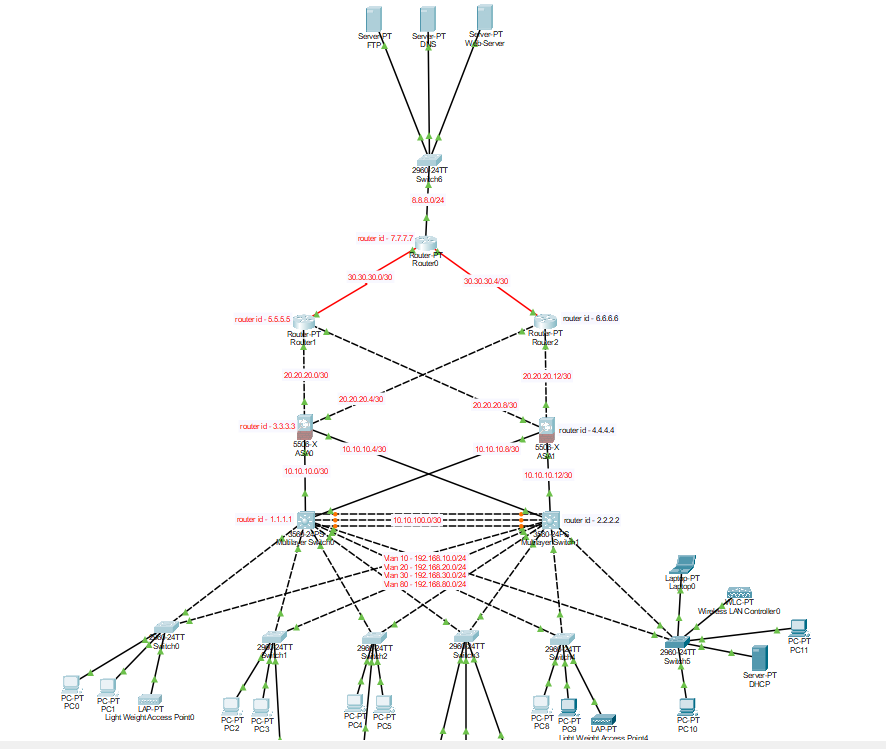 Server-PT
FTP
Server-PT
DNS
Server-PT
Web-Server
2960-24TT
Switch6
8.8.8.0/24
router id - 7.7.7.7
Router-PT
Router0
30.30.30.0/30
30.30.30.4/30
router id - 5.5.5.5
Router-PT
Router1
Router-PT
Router2
router id - 6.6.6.6
20.20.20.0/30
20.20.20.12/30
20.20.20.4/30
20.20.20.8/30
router id - 3.3.3.3
5506-X
ASA0
5506-X
ASA1
router id - 4.4.4.4
10.10.10.4/30
10.10.10.8/30
10.10.10.0/30
10.10.10.12/30
router id - 1.1.1.1
3560-24PS
Multilayer Switch0
10.10.100.0/30
3560-24PS
Multilayer Switch1
router id - 2.2.2.2
Vlan 10 - 192.168.10.0/24
Vlan 20 - 192.168.20.0/24
Vlan 30 - 192.168.30.0/24
Vlan 80 - 192.168.80.0/24
Laptop-PT
Laptop0
WLC-PT
Wireless LAN Controller0
2960-24TT
Switch0
2960-24TT
Switch1
2960-24TT
Switch2
2960-24TT
Switch3
2960-24TT
Switch4
2960-24TT
Switch5
PC-PT
PC11
Server-PT
DHCP
PC-PT
PC0
PC-PT
PC1
LAP-PT
Light Weight Access Point0
PC-PT
PC2
PC-PT
PC3
PC-PT
PC4
PC-PT
PC5
PC-PT
PC8
PC-PT
PC9
LAP-PT
Light Weight Access Point4
PC-PT
PC10